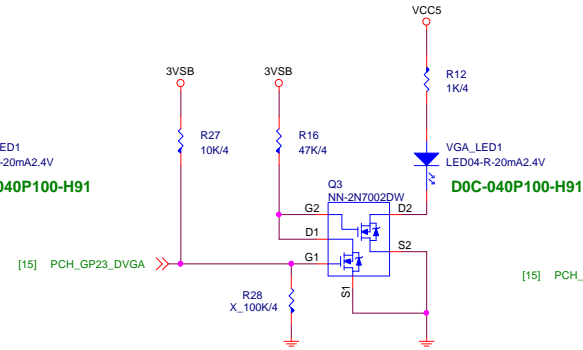 VCC5
3VSB
3VSB
R12
1K/4
R27
10K/4
R16
47K/4
ED1
-20mA2.4V
040P100-H91
VGA_LED1
LED04-R-20mA2.4V
D0C-040P100-H91
Q3
NN-2N7002DW
G2
D2
D1
S2
G1
S1
[15] PCH_GP23_DVGA
R28
X_100K/4
[15] PCH_